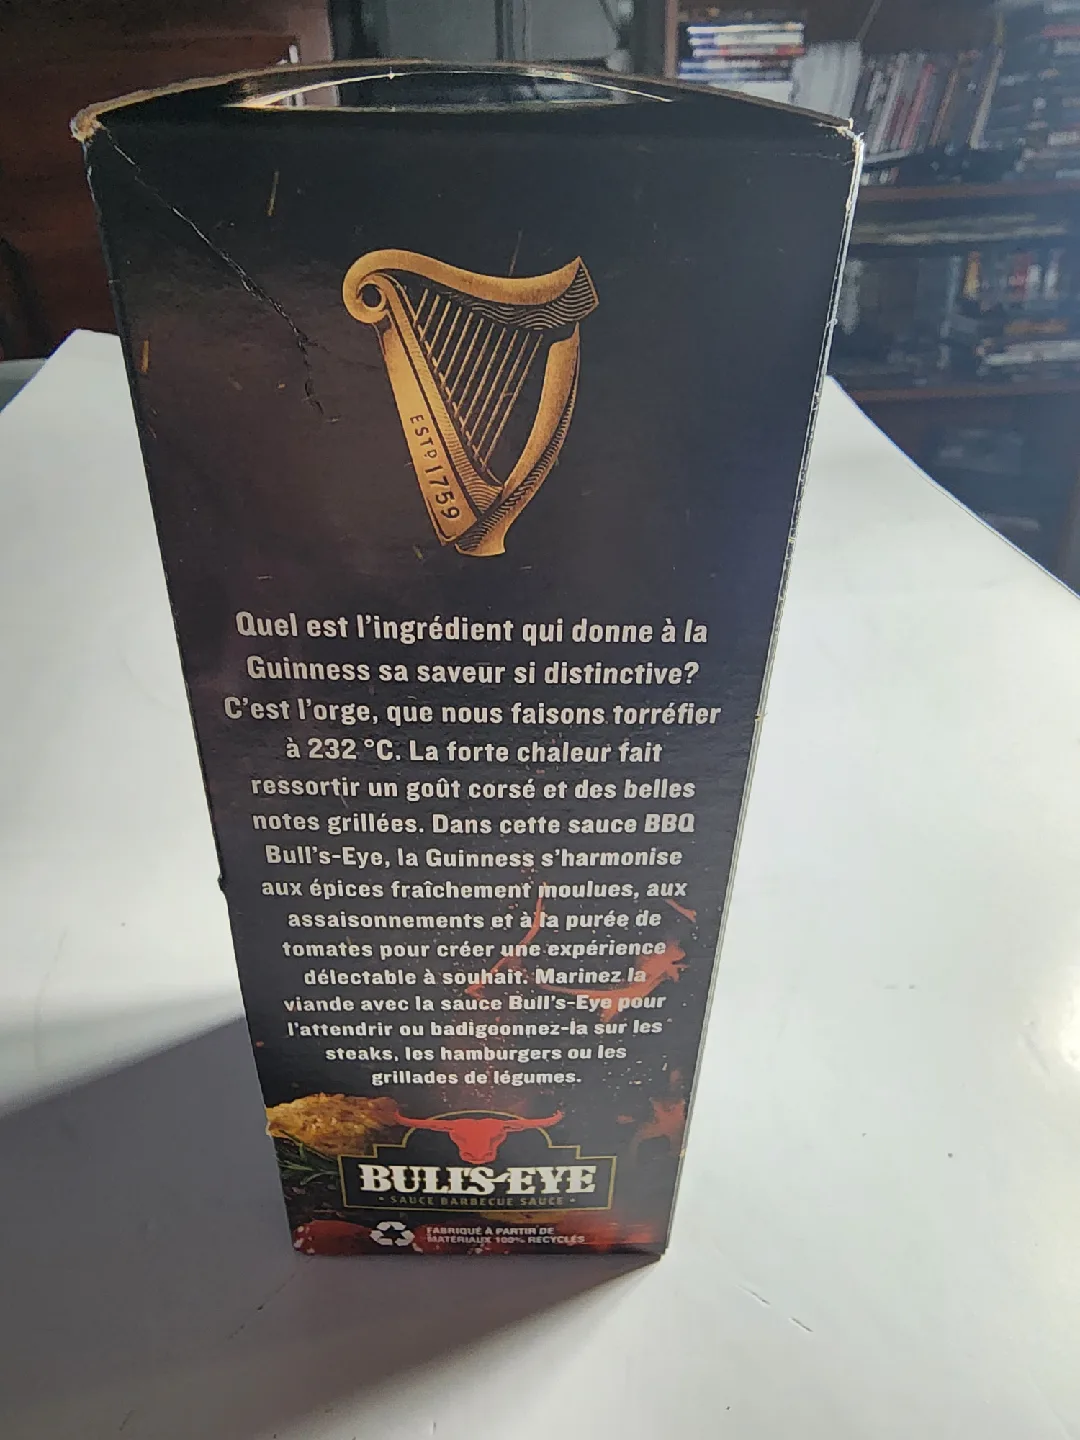 ESTD 1759
Quel est l'ingrédient qui donne à la
Guinness sa saveur si distinctive?
C'est l'orge, que nous faisons torréfier
à 232 °C. La forte chaleur fait
ressortir un goût corsé et des belles
notes grillées. Dans cette sauce BBQ
Bull's-Eye, la Guinness s'harmonise
aux épices fraîchement moulues, aux
assaisonnements et à la purée de
tomates pour créer une expérience
délectable à souhait. Marinez la
viande avec la sauce Bull's-Eye pour
l'attendrir ou badigeonnez-la sur les
steaks, les hamburgers ou les
grillades de légumes.
BULL'S-EYE
• SAUCE BARBECUE SAUCE •
FABRIQUÉ À PARTIR DE
MATÉRIAUX 100% RECYCLÉS